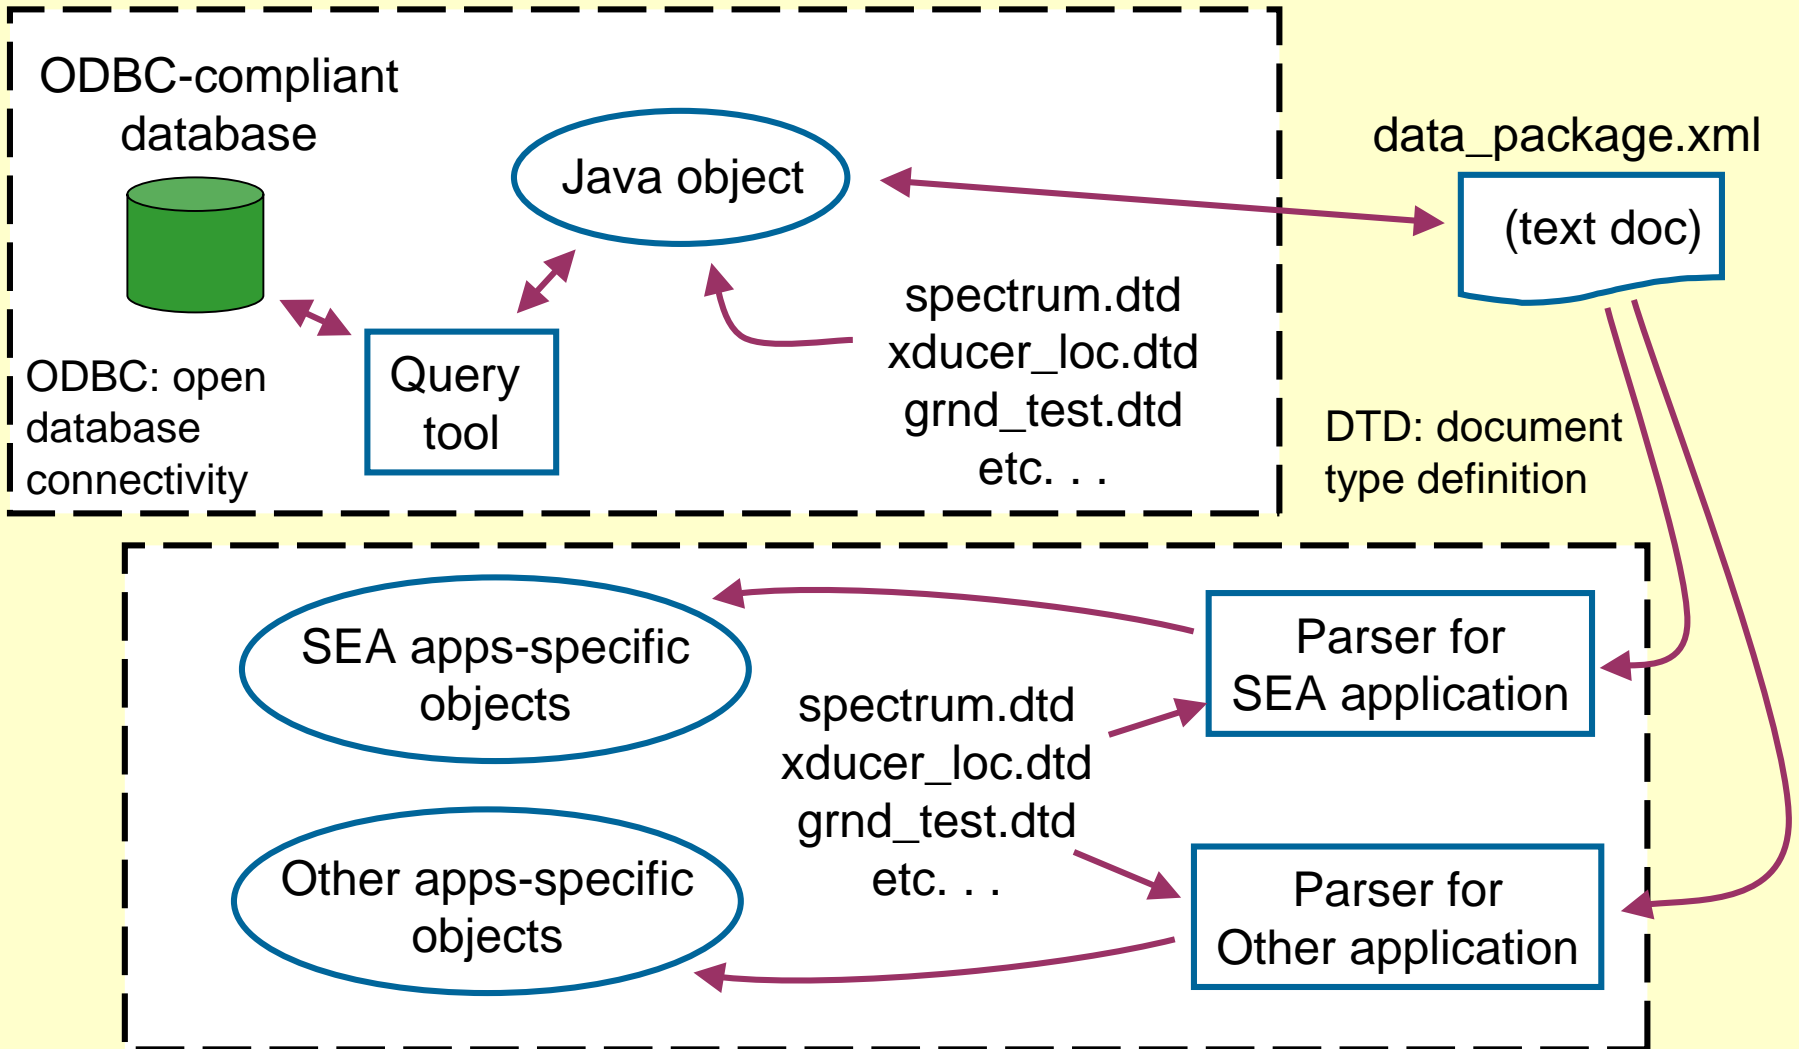 ODBC-compliant
database
Java object
data_package.xml
(text doc)
spectrum.dtd
xducer_loc.dtd
grnd_test.dtd
etc. . .
Query
tool
ODBC: open
database
connectivity
DTD: document
type definition
SEA apps-specific
objects
Parser for
SEA application
spectrum.dtd
xducer_loc.dtd
grnd_test.dtd
etc. . .
Other apps-specific
objects
Parser for
Other application